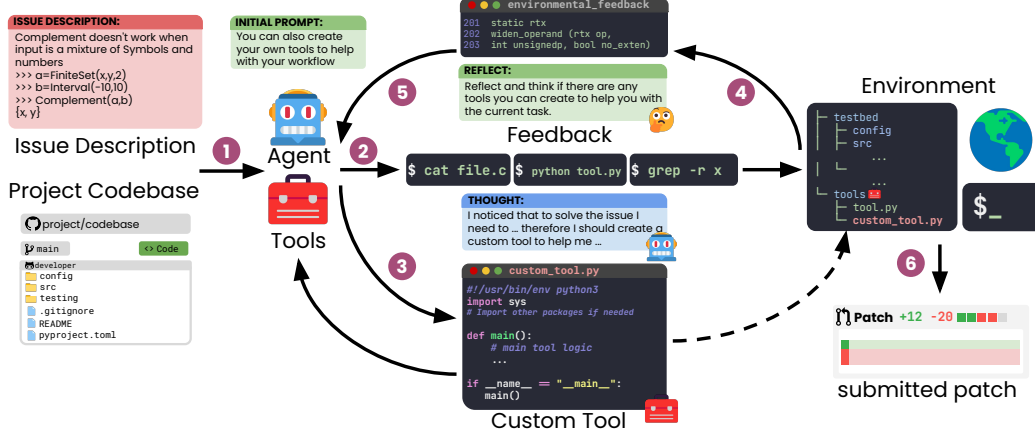 ISSUE DESCRIPTION:
Complement doesn't work when
input is a mixture of Symbols and
numbers
>>> a=FiniteSet(x,y,2)
>>> b=Interval(-10,10)
>>> Complement(a,b)
{x, y}
Issue Description
Project Codebase
project/codebase
main
<> Code
developer
config
src
testing
.gitignore
README
pyproject.toml
INITIAL PROMPT:
You can also create
your own tools to help
with your workflow
1
Agent
Tools
2
3
5
environmental_feedback
201 static rtx
202 widen_operand (rtx op,
203 int unsignedp, bool no_exten)
REFLECT:
Reflect and think if there are any
tools you can create to help you with
the current task.
Feedback
$ cat file.c
$ python tool.py
$ grep -r x
THOUGHT:
I noticed that to solve the issue I
need to ... therefore I should create a
custom tool to help me ...
custom_tool.py
#!/usr/bin/env python3
import sys
# Import other packages if needed
def main():
# main tool logic
...
if __name__ == "__main__":
main()
Custom Tool
4
Environment
testbed
config
src
...
...
tools
tool.py
custom_tool.py
$_
6
Patch +12 -20
submitted patch